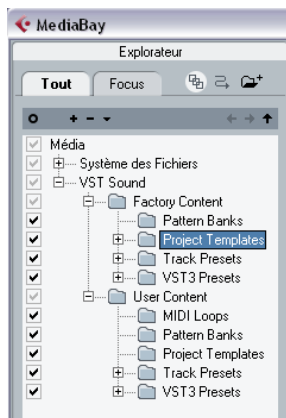 MediaBay
Explorateur
Tout Focus
Média
Système des Fichiers
VST Sound
Factory Content
Pattern Banks
Project Templates
Track Presets
VST3 Presets
User Content
MIDI Loops
Pattern Banks
Project Templates
Track Presets
VST3 Presets